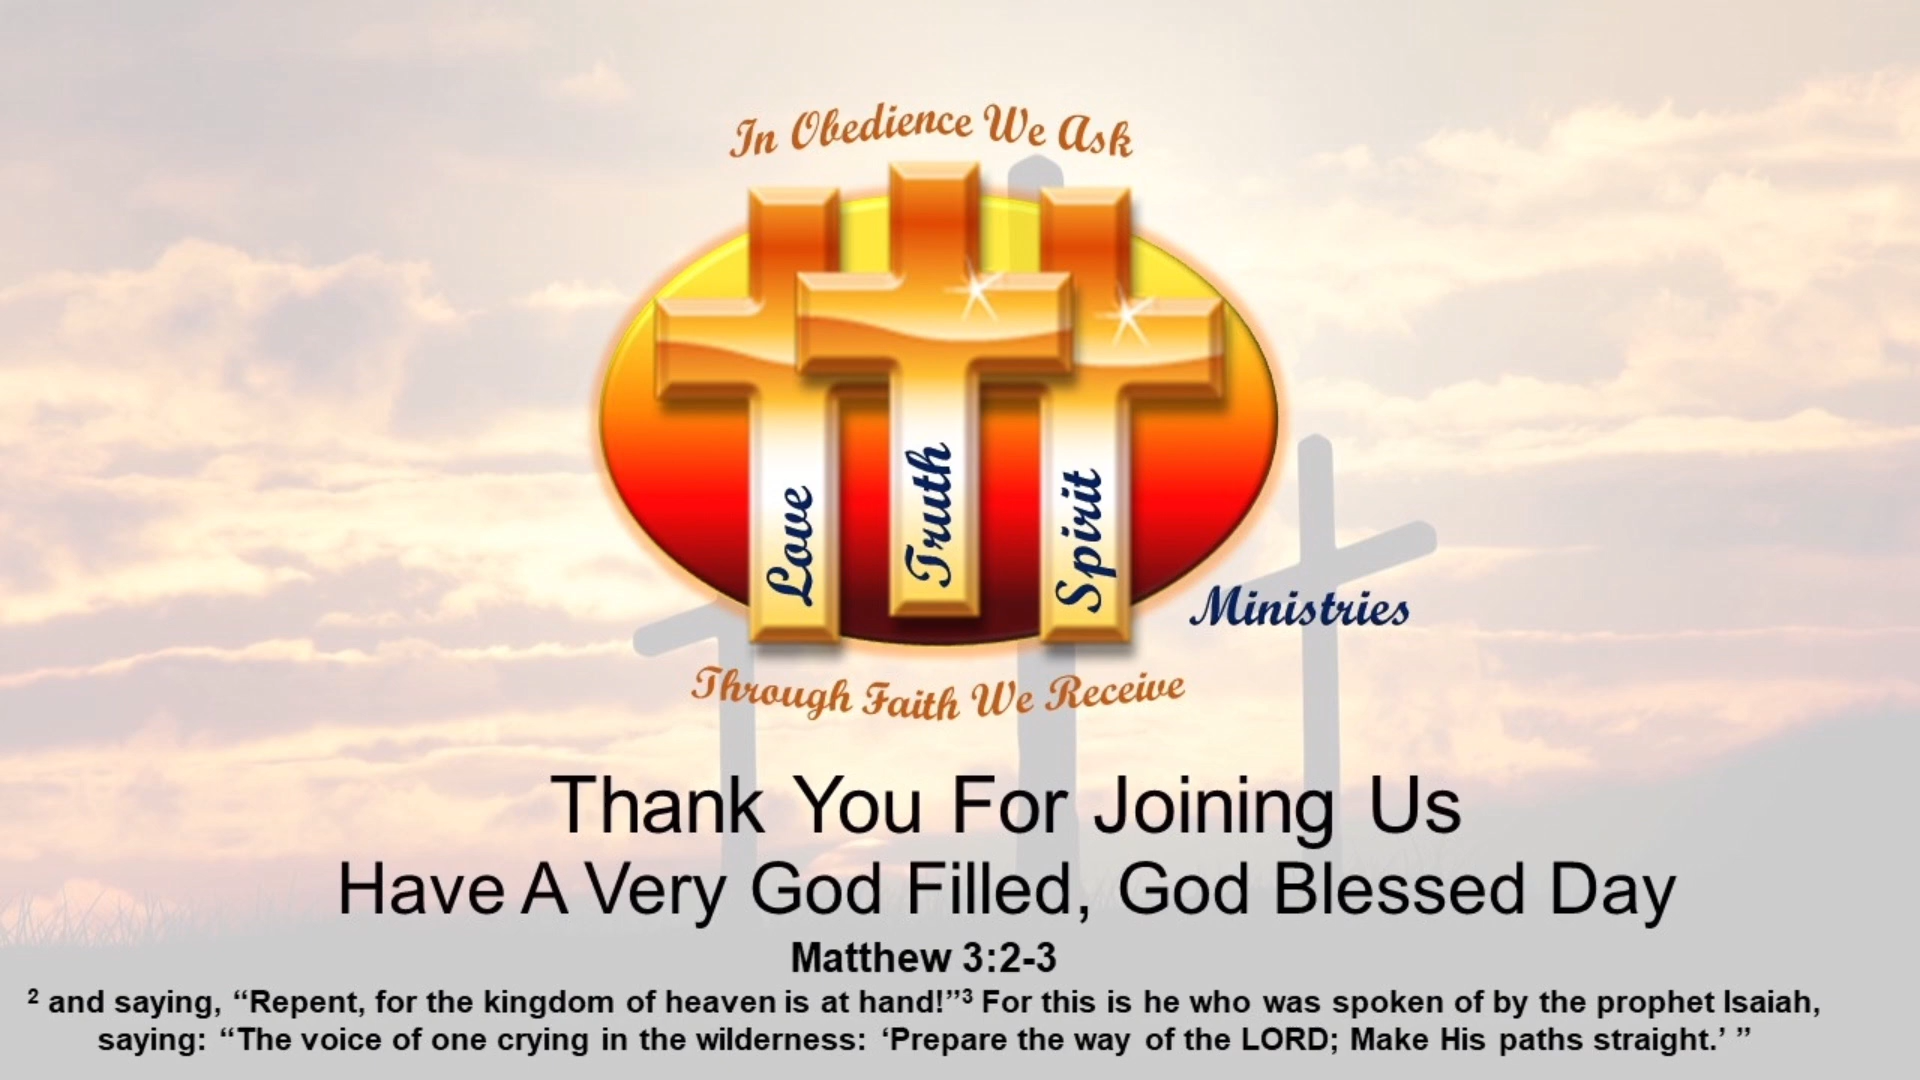 In Obedience We Ask
Love
Truth
Spirit
Ministries
Through Faith We Receive
Thank You For Joining Us
Have A Very God Filled, God Blessed Day
Matthew 3:2-3
² and saying, “Repent, for the kingdom of heaven is at hand!”³ For this is he who was spoken of by the prophet Isaiah,
saying: “The voice of one crying in the wilderness: ‘Prepare the way of the LORD; Make His paths straight.’ ”